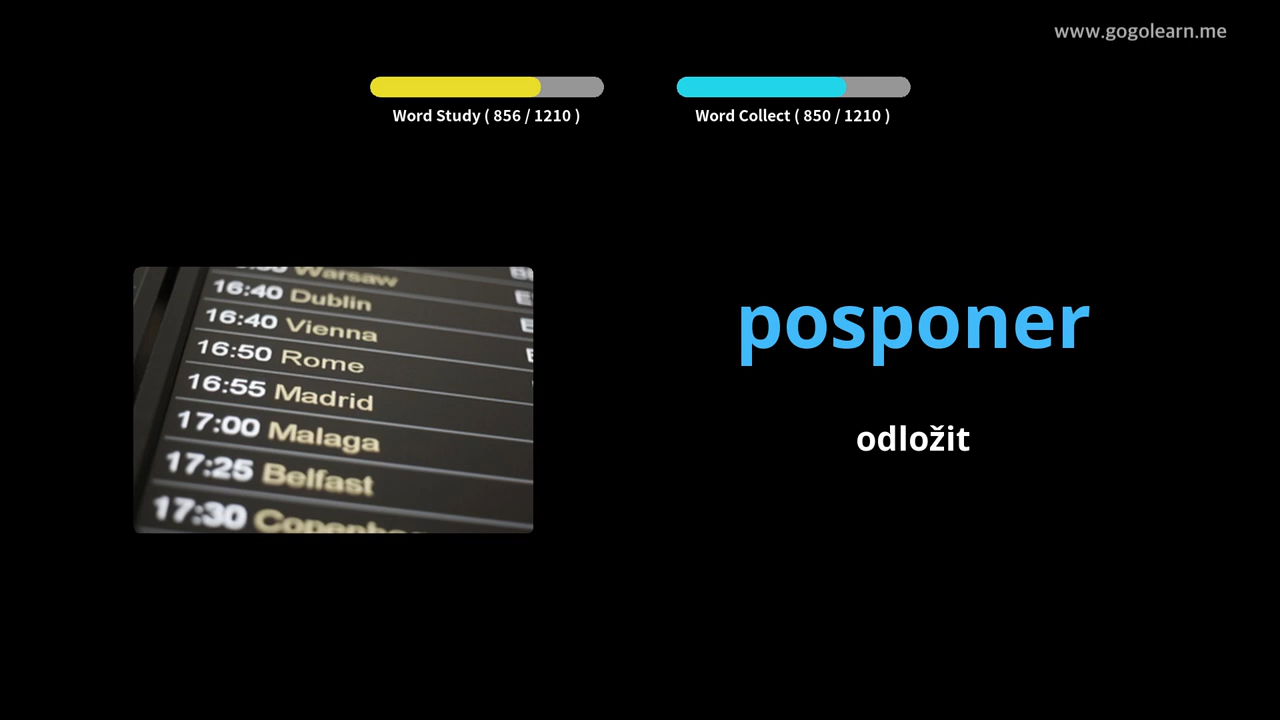 www.gogolearn.me
Word Study ( 856 / 1210 )
Word Collect ( 850 / 1210 )
Warsaw
16:40 Dublin
16:40 Vienna
16:50 Rome
16:55 Madrid
17:00 Malaga
17:25 Belfast
17:30
posponer
odložit